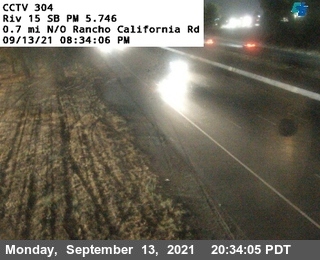 CCTV 304
Riv 15 SB PM 5.746
0.7 mi N/O Rancho California Rd
09/13/21 08:34:06 PM
Monday, September 13, 2021 20:34:05 PDT